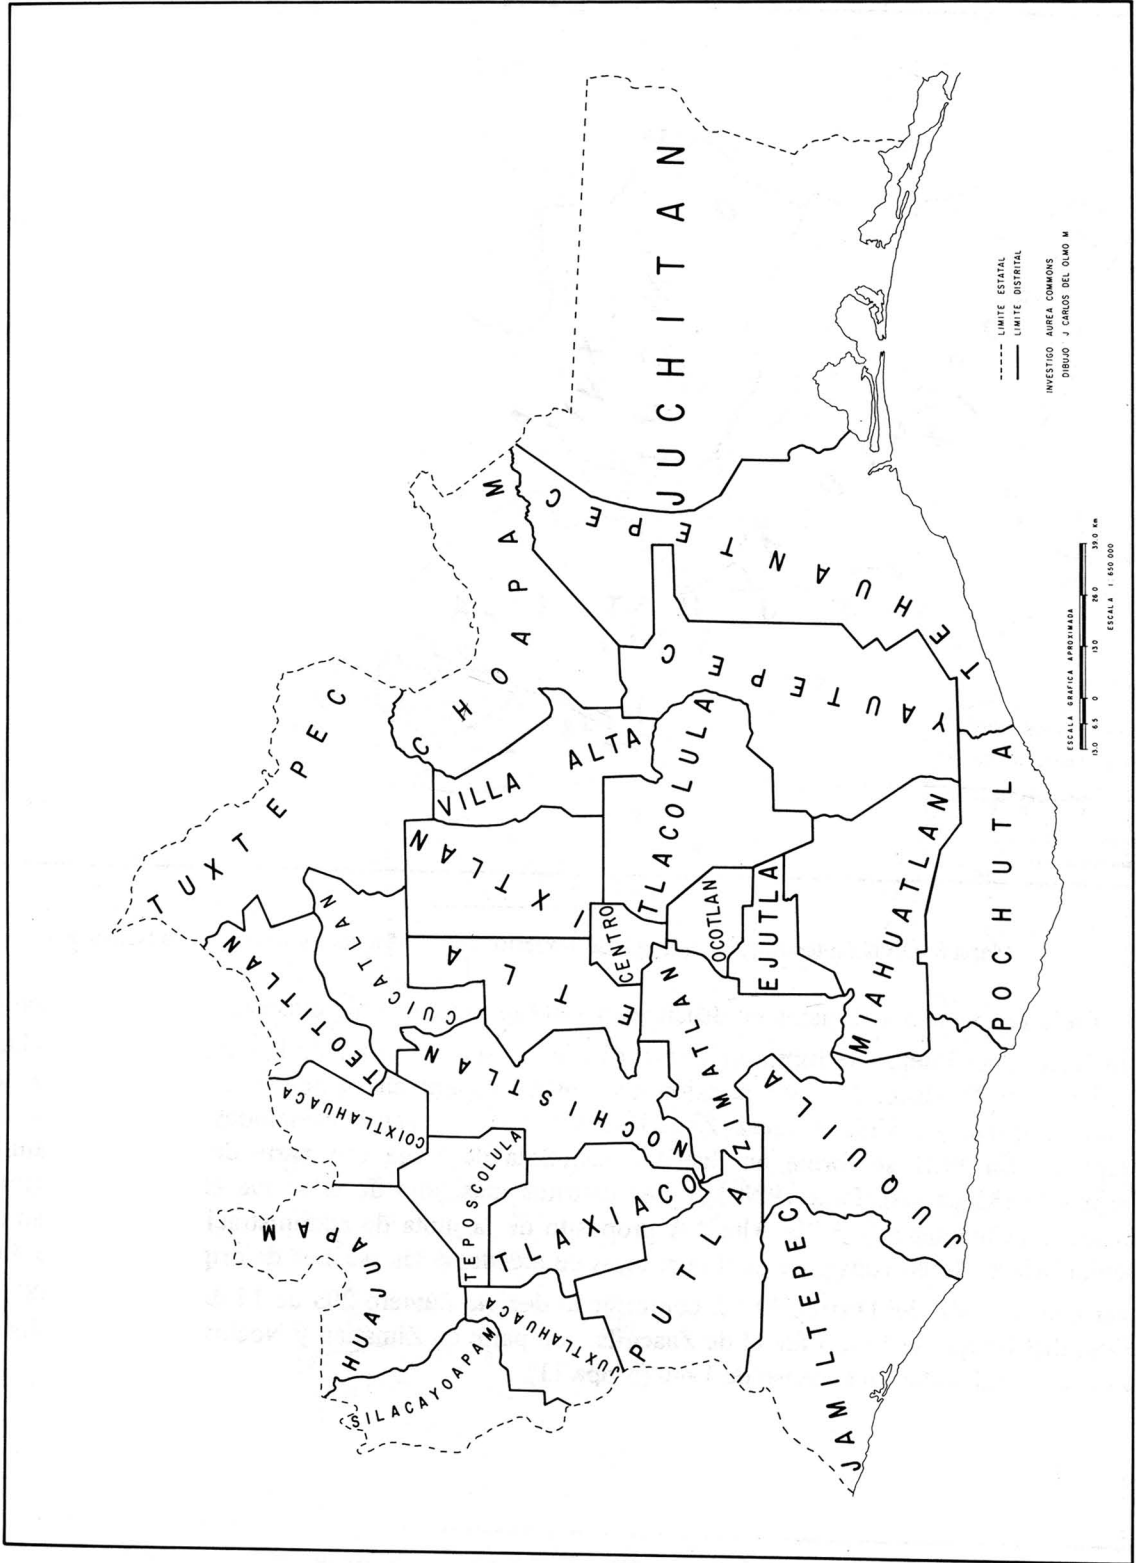 TUXTEPEC
TEOTITLAN
CUICATLAN
COIXTLAHUACA
HUAJUAPAM
SILACAYOAPAM
CHOAPAM
VILLA ALTA
IXTLAN
ETLA
NOCHISTLAN
TEPOSCOLULA
JUXTLAHUACA
TLAXIACO
PUTLA
CENTRO
TLACOLULA
OCOTLAN
EJUTLA
ZIMATLAN
YAUTEPEC
TEHUANTEPEC
JUCHITAN
MIAHUATLAN
POCHUTLA
JUQUILA
JAMILTEPEC
LIMITE ESTATAL
LIMITE DISTRITAL
INVESTIGO AUREA COMMONS
DIBUJO J CARLOS DEL OLMO M
ESCALA GRAFICA APROXIMADA
13.0 6.5 0 13.0 26.0 39.0 KM
ESCALA 1 650 000